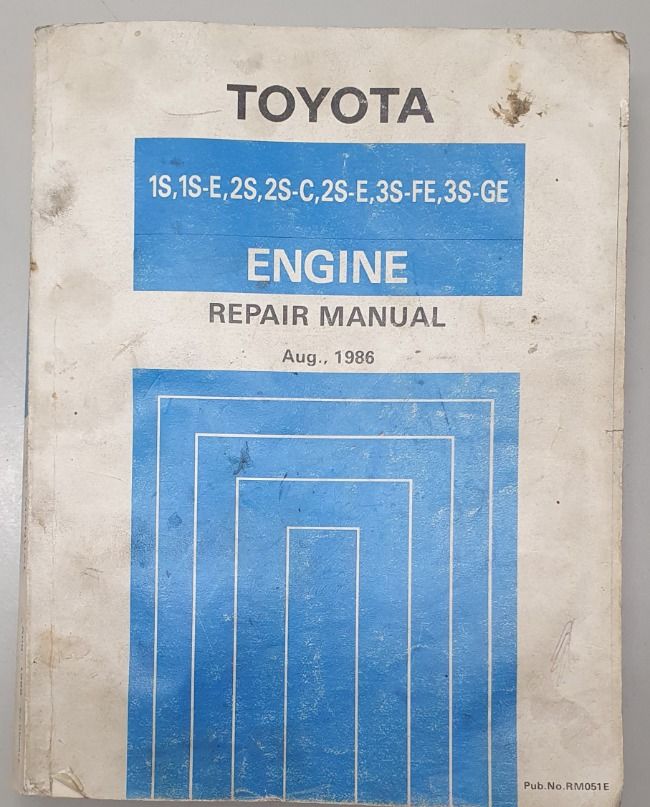 TOYOTA
1S,1S-E,2S,2S-C,2S-E,3S-FE,3S-GE
ENGINE
REPAIR MANUAL
Aug., 1986
Pub.No.RM051E